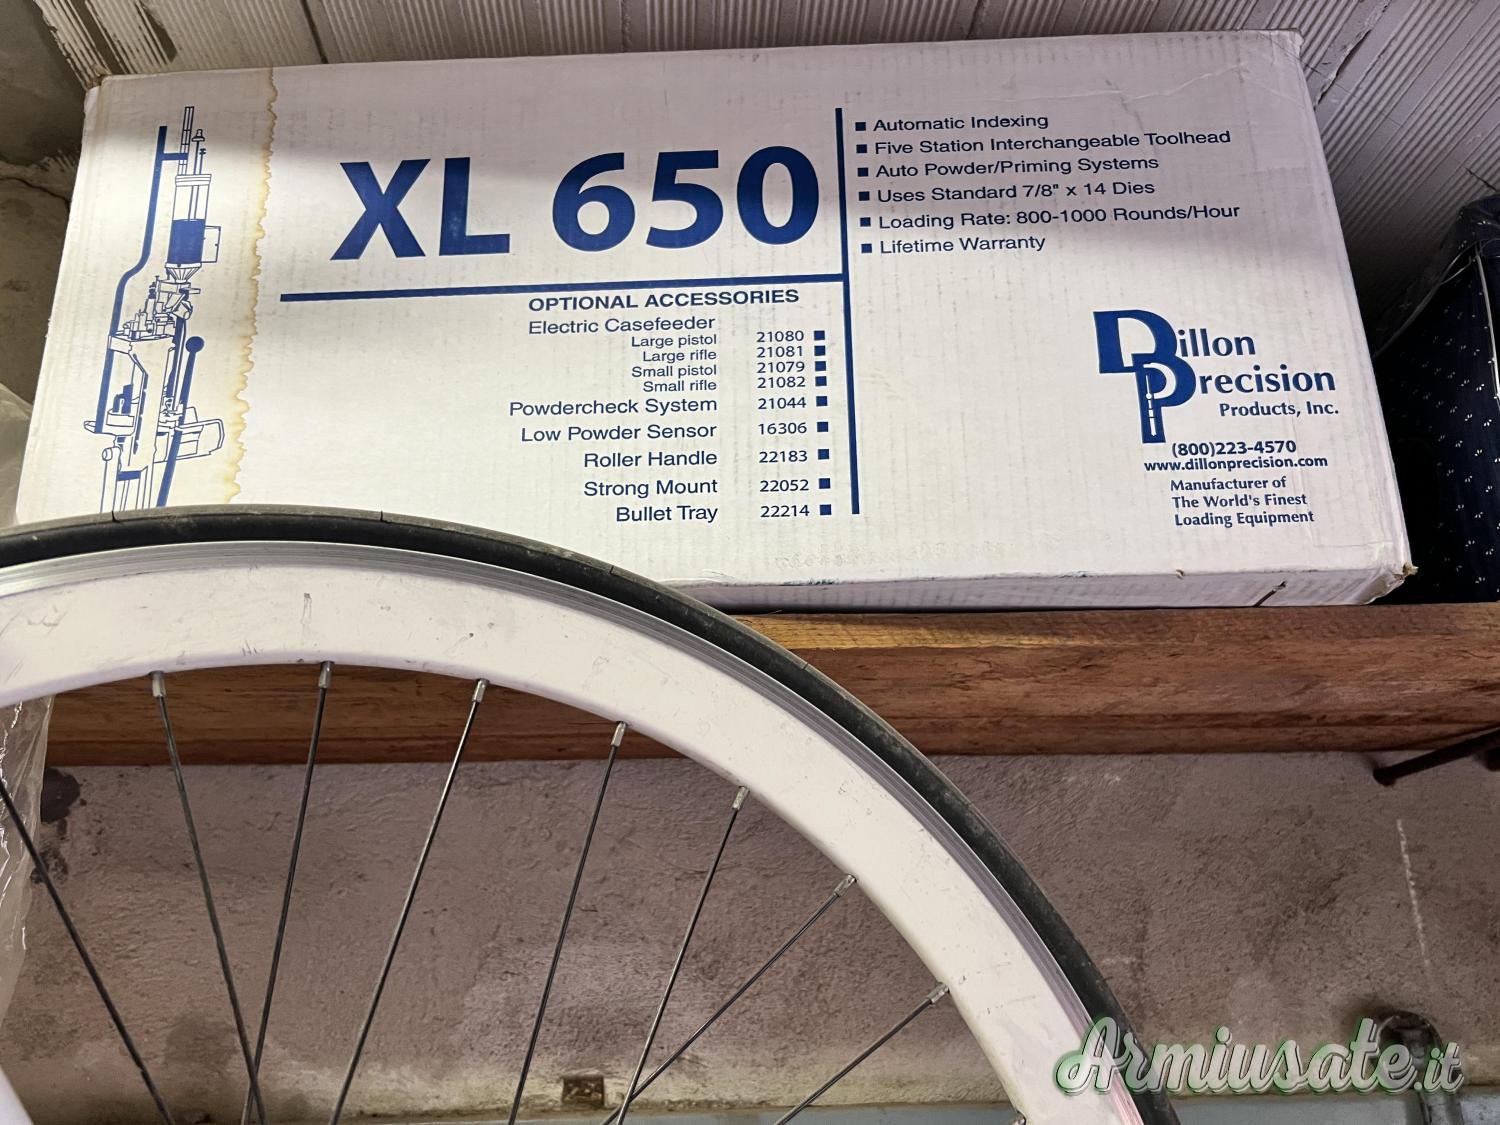 XL 650
■ Automatic Indexing
■ Five Station Interchangeable Toolhead
■ Auto Powder/Priming Systems
■ Uses Standard 7/8" x 14 Dies
■ Loading Rate: 800-1000 Rounds/Hour
■ Lifetime Warranty
OPTIONAL ACCESSORIES
Electric Casefeeder
Large pistol 21080 ■
Large rifle 21081 ■
Small pistol 21079 ■
Small rifle 21082 ■
Powdercheck System 21044 ■
Low Powder Sensor 16306 ■
Roller Handle 22183 ■
Strong Mount 22052 ■
Bullet Tray 22214 ■
Dillon
Precision
Products, Inc.
(800)223-4570
www.dillonprecision.com
Manufacturer of
The World's Finest
Loading Equipment
Armiusate.it